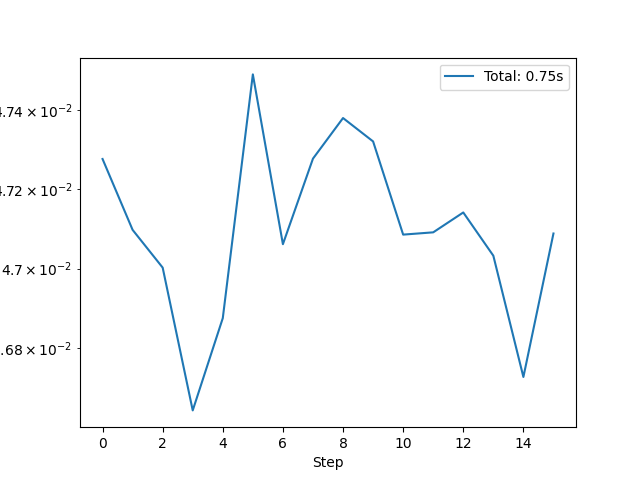 Total: 0.75s
4.74 × 10⁻²
4.72 × 10⁻²
4.7 × 10⁻²
.68 × 10⁻²
0 2 4 6 8 10 12 14
Step